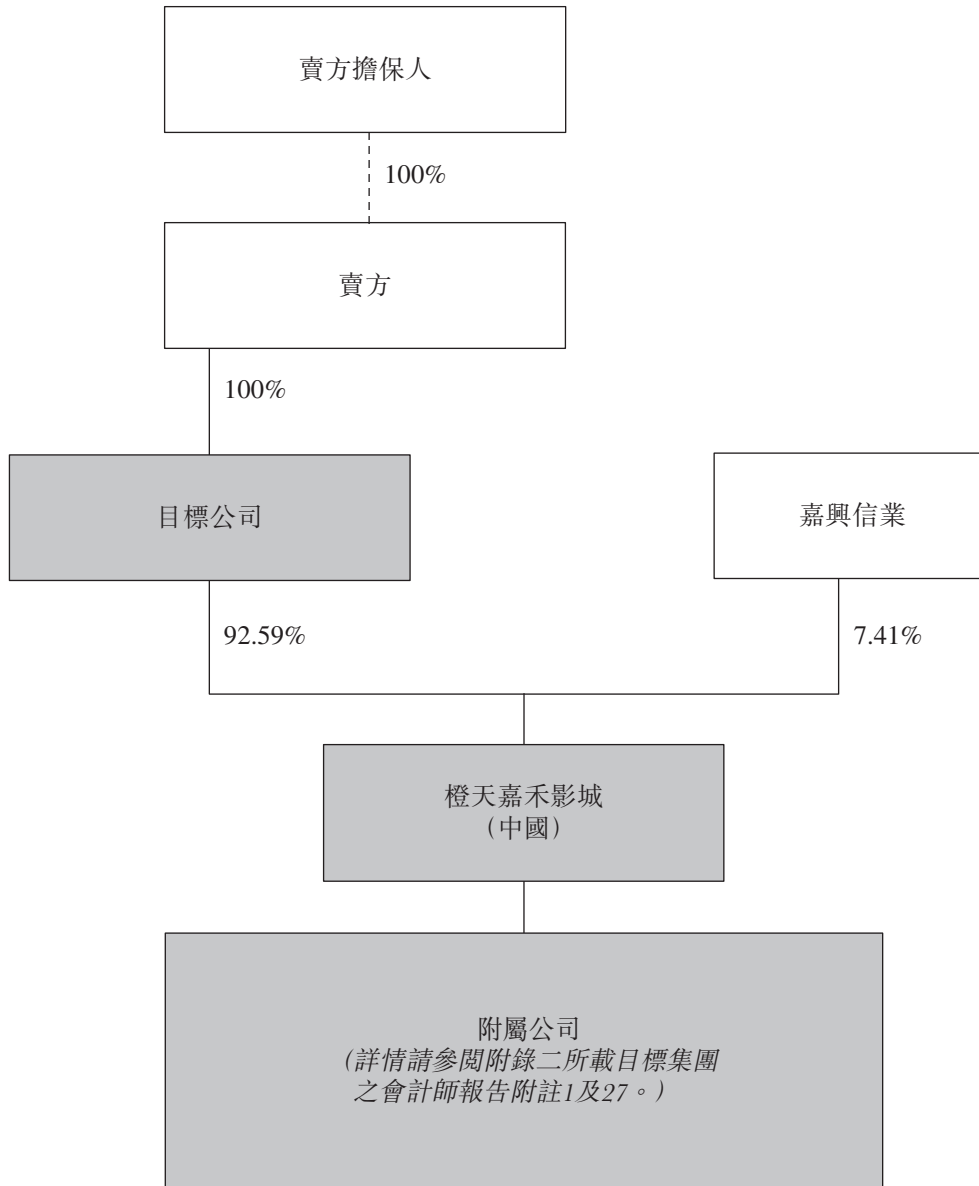 賣方擔保人
100%
賣方
100%
目標公司
嘉興信業
92.59%
7.41%
橙天嘉禾影城
（中國）
附屬公司
（詳情請參閱附錄二所載目標集團
之會計師報告附註1及27。）